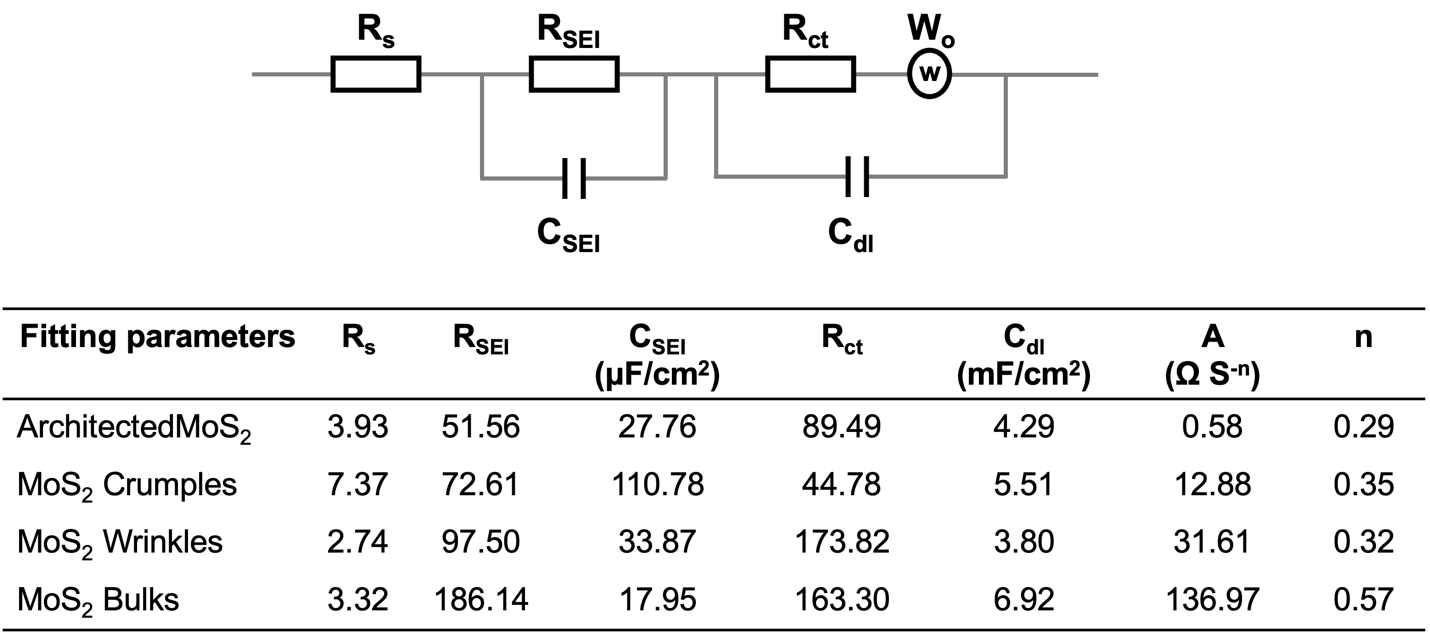 Rs RSEI Rct Wo
w
CSEI Cdl
Fitting parameters Rs RSEI CSEI (µF/cm²) Rct Cdl (mF/cm²) A (Ω S⁻ⁿ) n
ArchitectedMoS₂ 3.93 51.56 27.76 89.49 4.29 0.58 0.29
MoS₂ Crumples 7.37 72.61 110.78 44.78 5.51 12.88 0.35
MoS₂ Wrinkles 2.74 97.50 33.87 173.82 3.80 31.61 0.32
MoS₂ Bulks 3.32 186.14 17.95 163.30 6.92 136.97 0.57